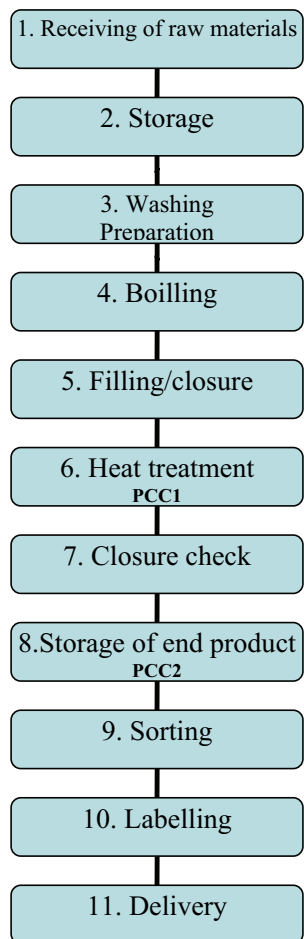 1. Receiving of raw materials
2. Storage
3. Washing
Preparation
4. Boilling
5. Filling/closure
6. Heat treatment
PCC1
7. Closure check
8.Storage of end product
PCC2
9. Sorting
10. Labelling
11. Delivery